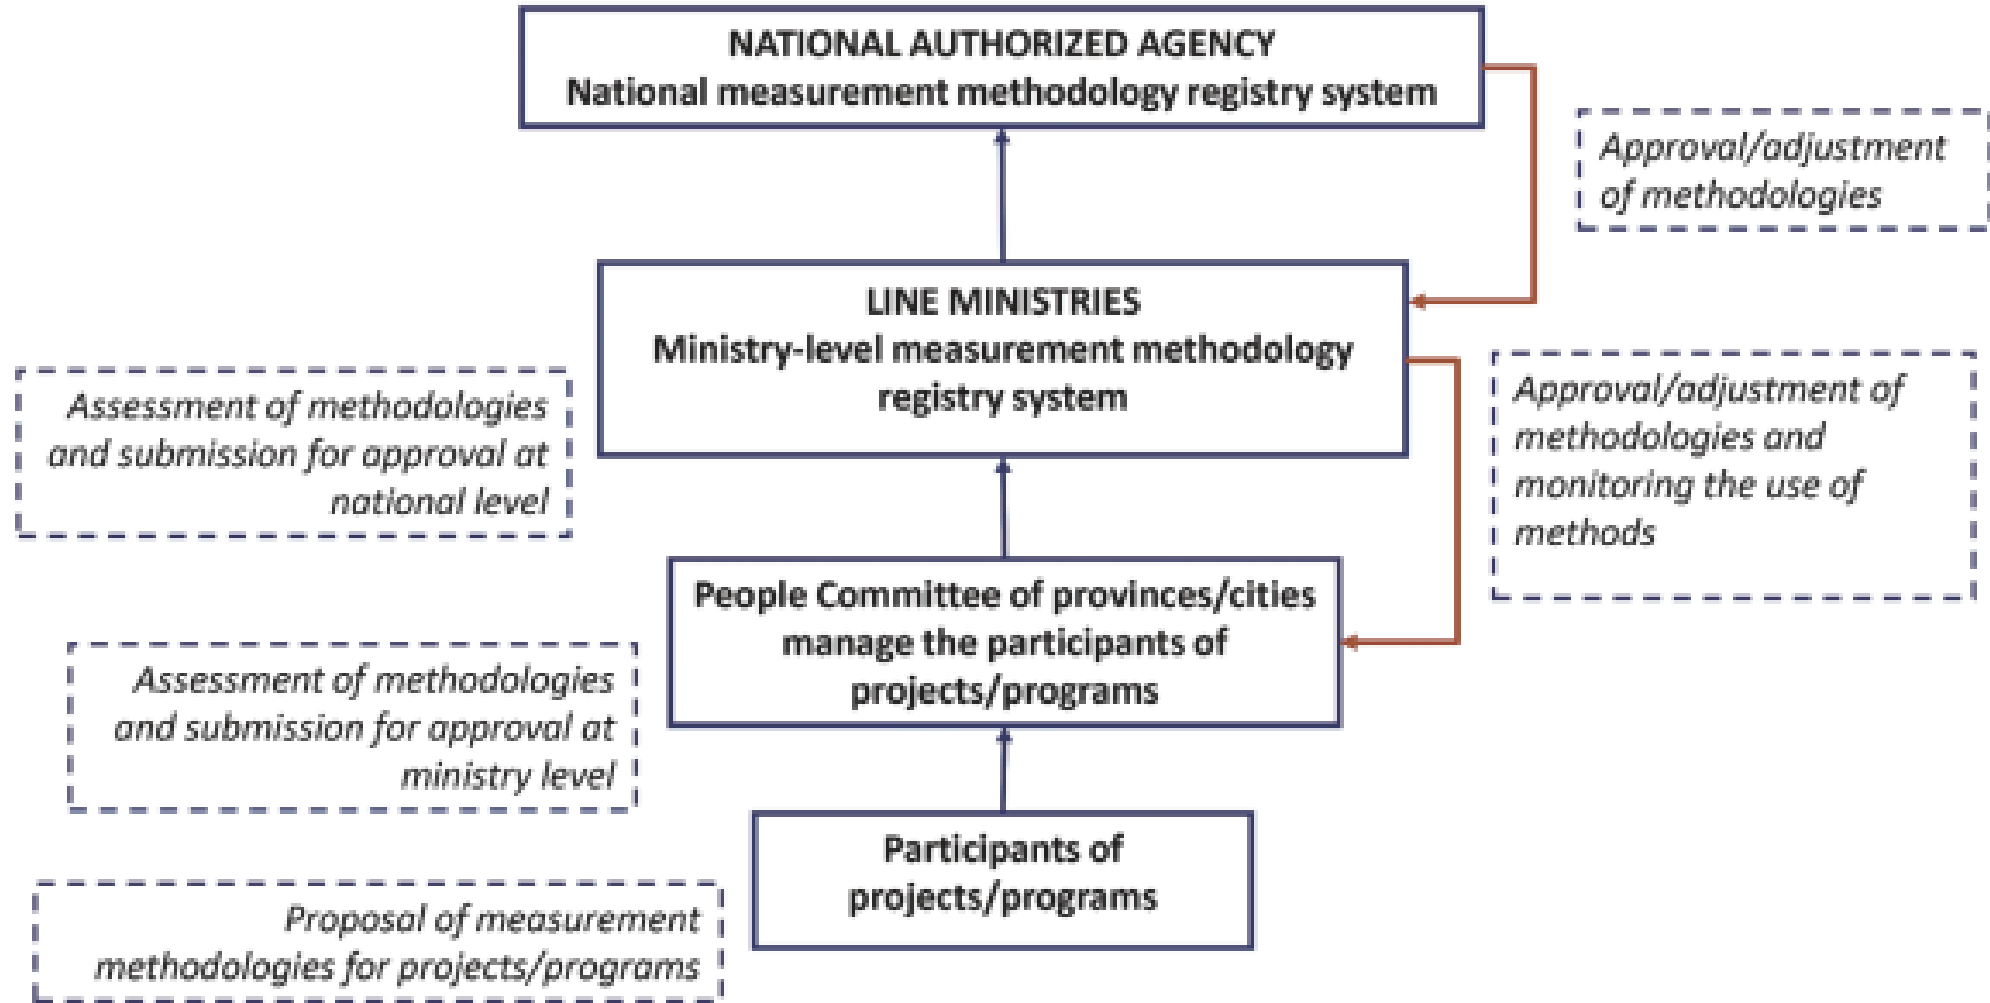 NATIONAL AUTHORIZED AGENCY
National measurement methodology registry system
Approval/adjustment
of methodologies
LINE MINISTRIES
Ministry-level measurement methodology
registry system
Assessment of methodologies
and submission for approval at
national level
Approval/adjustment of
methodologies and
monitoring the use of
methods
People Committee of provinces/cities
manage the participants of
projects/programs
Assessment of methodologies
and submission for approval at
ministry level
Participants of
projects/programs
Proposal of measurement
methodologies for projects/programs